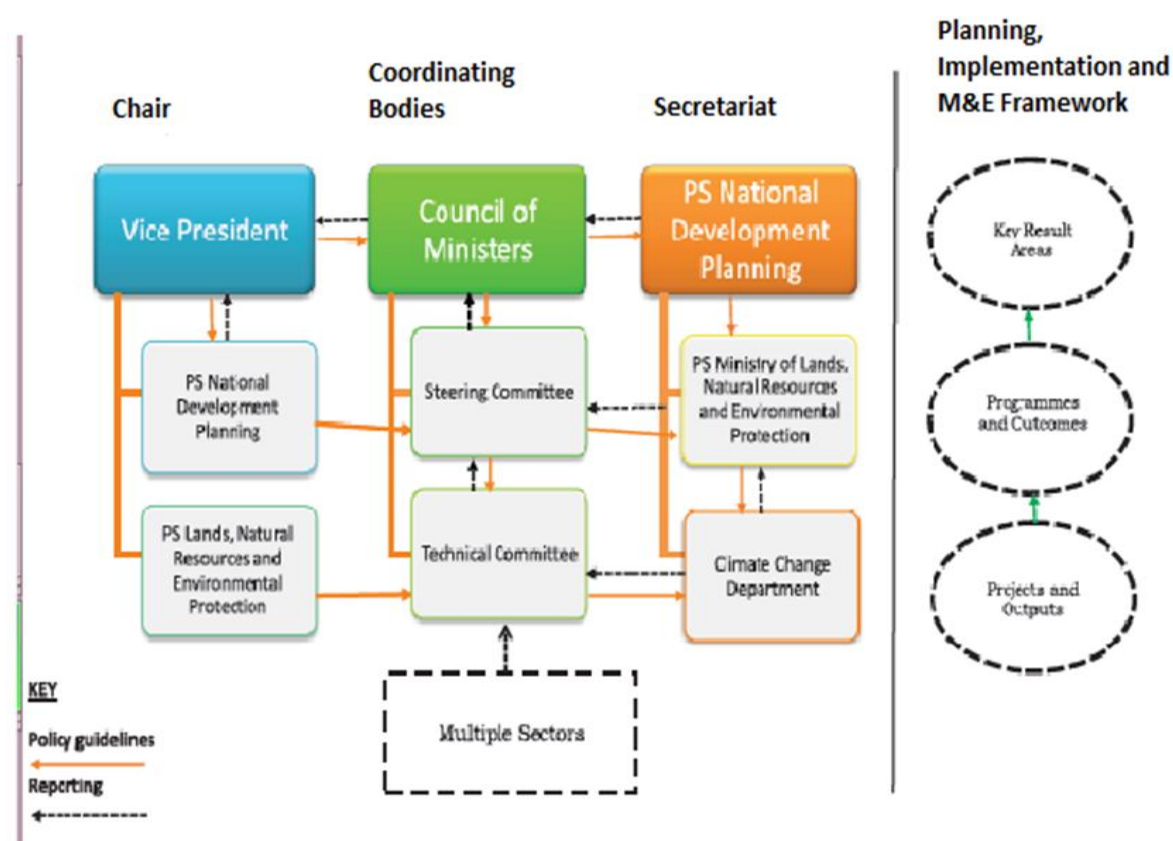 Planning,
Implementation and
M&E Framework
Coordinating
Bodies
Chair
Secretariat
Vice President
Council of
Ministers
PS National
Development
Planning
Key Result
Areas
PS National
Development
Planning
Steering Committee
PS Ministry of Lands,
Natural Resources
and Environmental
Protection
Programmes
and Outcomes
PS Lands, Natural
Resources and
Environmental
Protection
Technical Committee
Climate Change
Department
Projects and
Outputs
Multiple Sectors
KEY
Policy guidelines
Reporting